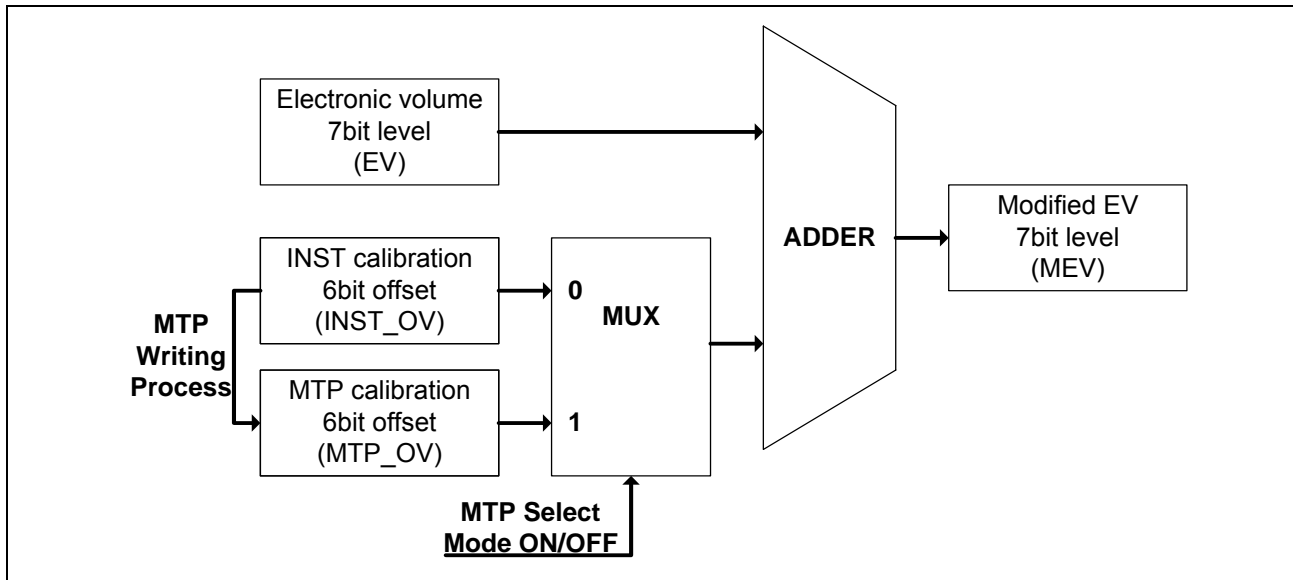 Electronic volume
7bit level
(EV)
INST calibration
6bit offset
(INST_OV)
MTP
Writing
Process
MTP calibration
6bit offset
(MTP_OV)
0
MUX
1
MTP Select
Mode ON/OFF
ADDER
Modified EV
7bit level
(MEV)